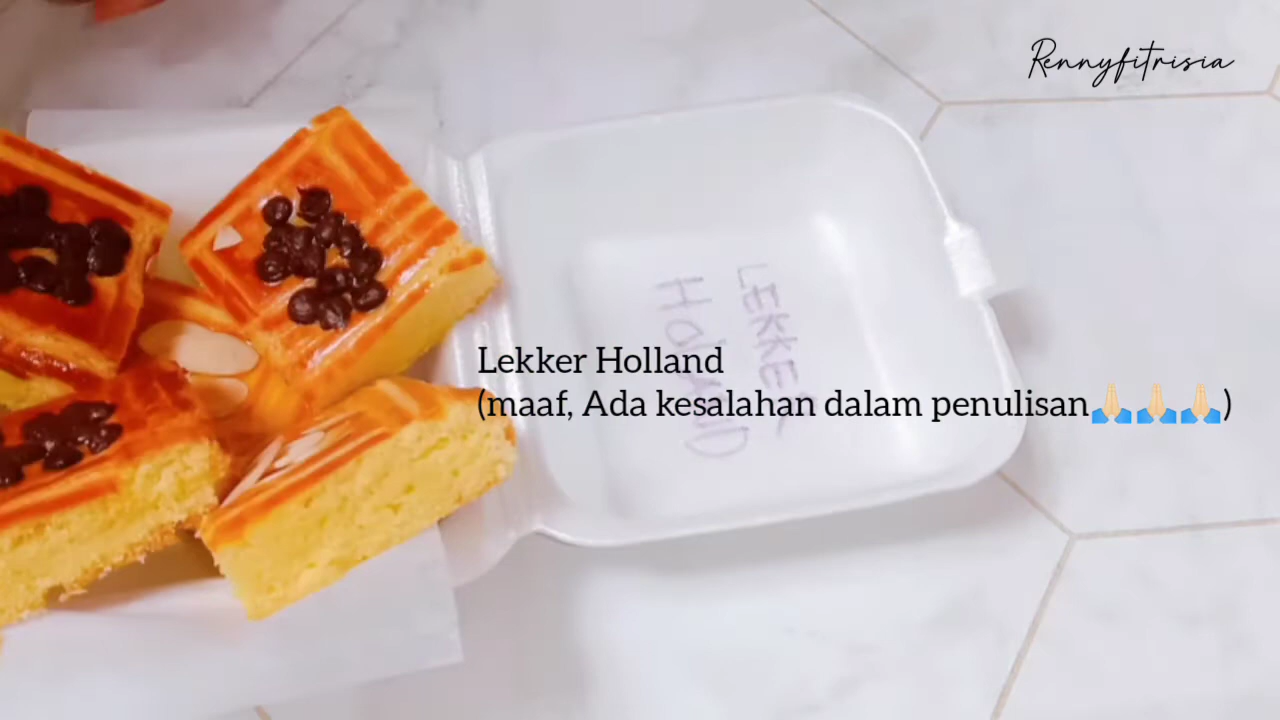 Rennyfitrisia
LEKKER
HOLLAND
Lekker Holland
(maaf, Ada kesalahan dalam penulisan🙏🏻🙏🏻🙏🏻)